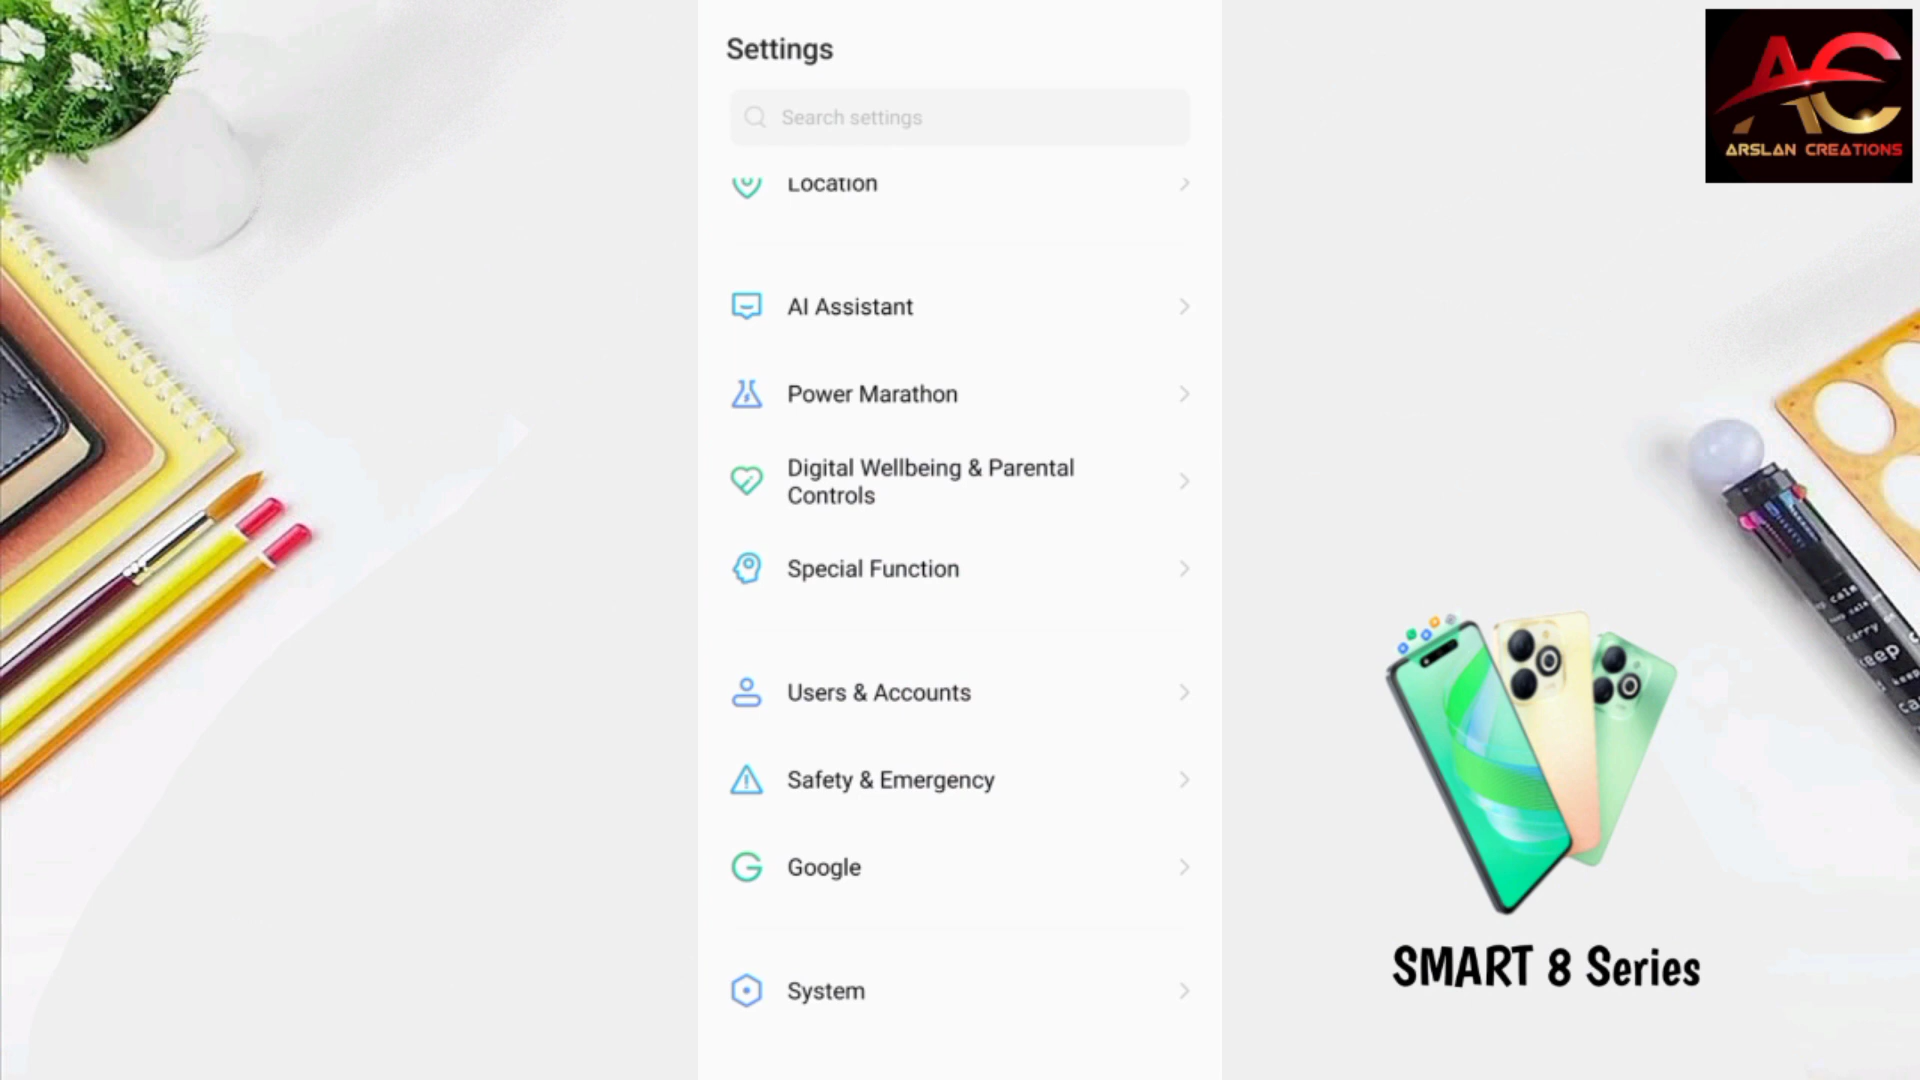 Settings
Search settings
Location
AI Assistant
Power Marathon
Digital Wellbeing & Parental
Controls
Special Function
Users & Accounts
Safety & Emergency
Google
System
ARSLAN CREATIONS
SMART 8 Series